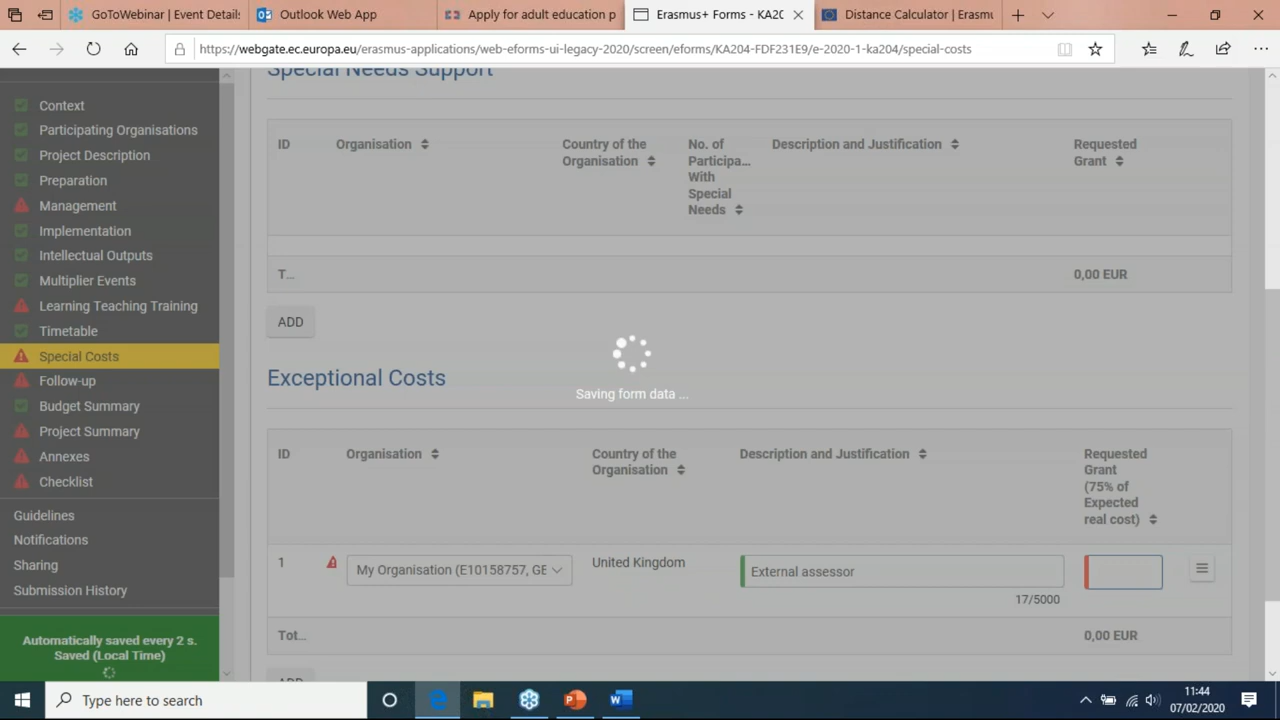 GoToWebinar | Event Details
Outlook Web App
Apply for adult education p
Erasmus+ Forms - KA20
Distance Calculator | Erasmu
https://webgate.ec.europa.eu/erasmus-applications/web-eforms-ui-legacy-2020/screen/eforms/KA204-FDF231E9/e-2020-1-ka204/special-costs
Context
Participating Organisations
Project Description
Preparation
Management
Implementation
Intellectual Outputs
Multiplier Events
Learning Teaching Training
Timetable
Special Costs
Follow-up
Budget Summary
Project Summary
Annexes
Checklist
Guidelines
Notifications
Sharing
Submission History
Automatically saved every 2 s.
Saved (Local Time)
Special Needs Support
ID
Organisation
Country of the
Organisation
No. of
Participa...
With
Special
Needs
Description and Justification
Requested
Grant
T...
0,00 EUR
ADD
Saving form data ...
Exceptional Costs
ID
Organisation
Country of the
Organisation
Description and Justification
Requested
Grant
(75% of
Expected
real cost)
1
My Organisation (E10158757, GE
United Kingdom
External assessor
17/5000
Tot...
0,00 EUR
ADD
Type here to search
11:44
07/02/2020